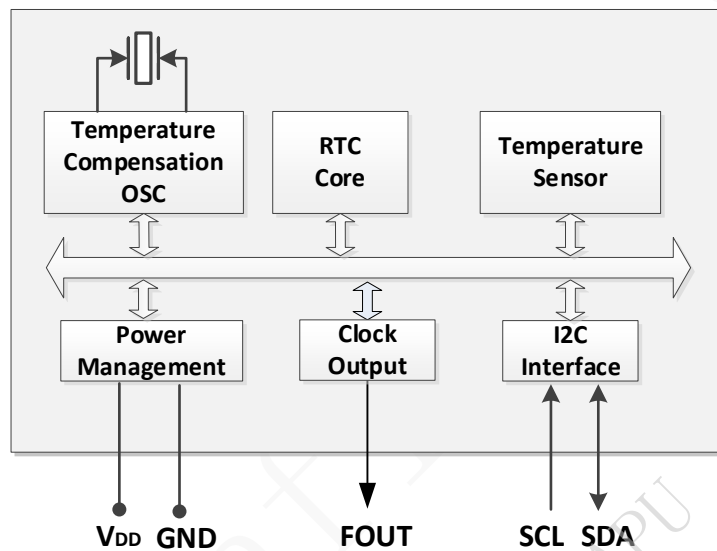 Temperature
Compensation
OSC
RTC
Core
Temperature
Sensor
Power
Management
Clock
Output
I2C
Interface
VDD GND
FOUT
SCL SDA